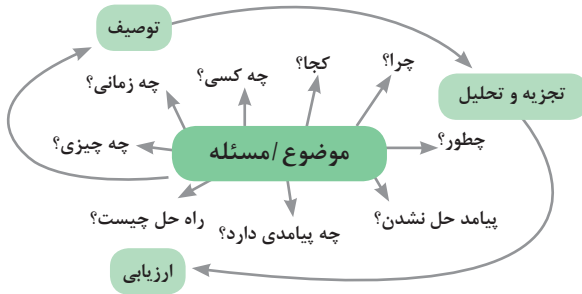 توصیف
چرا؟
کجا؟
چه کسی؟
چه زمانی؟
تجزیه و تحلیل
چطور؟
موضوع/مسئله
چه چیزی؟
پیامد حل نشدن؟
چه پیامدی دارد؟
راه حل چیست؟
ارزیابی